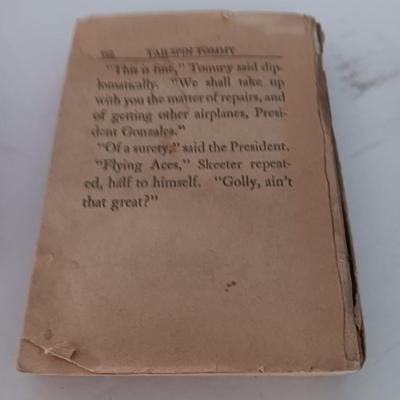 TAIL SPIN TOMMY
"This is fine," Tommy said dip-
lomatically. "We shall take up
with you the matter of repairs, and
of getting other airplanes, Presi-
dent Gonzales."
"Of a surety," said the President.
"Flying Aces," Skeeter repeat-
ed, half to himself. "Golly, ain't
that great?"